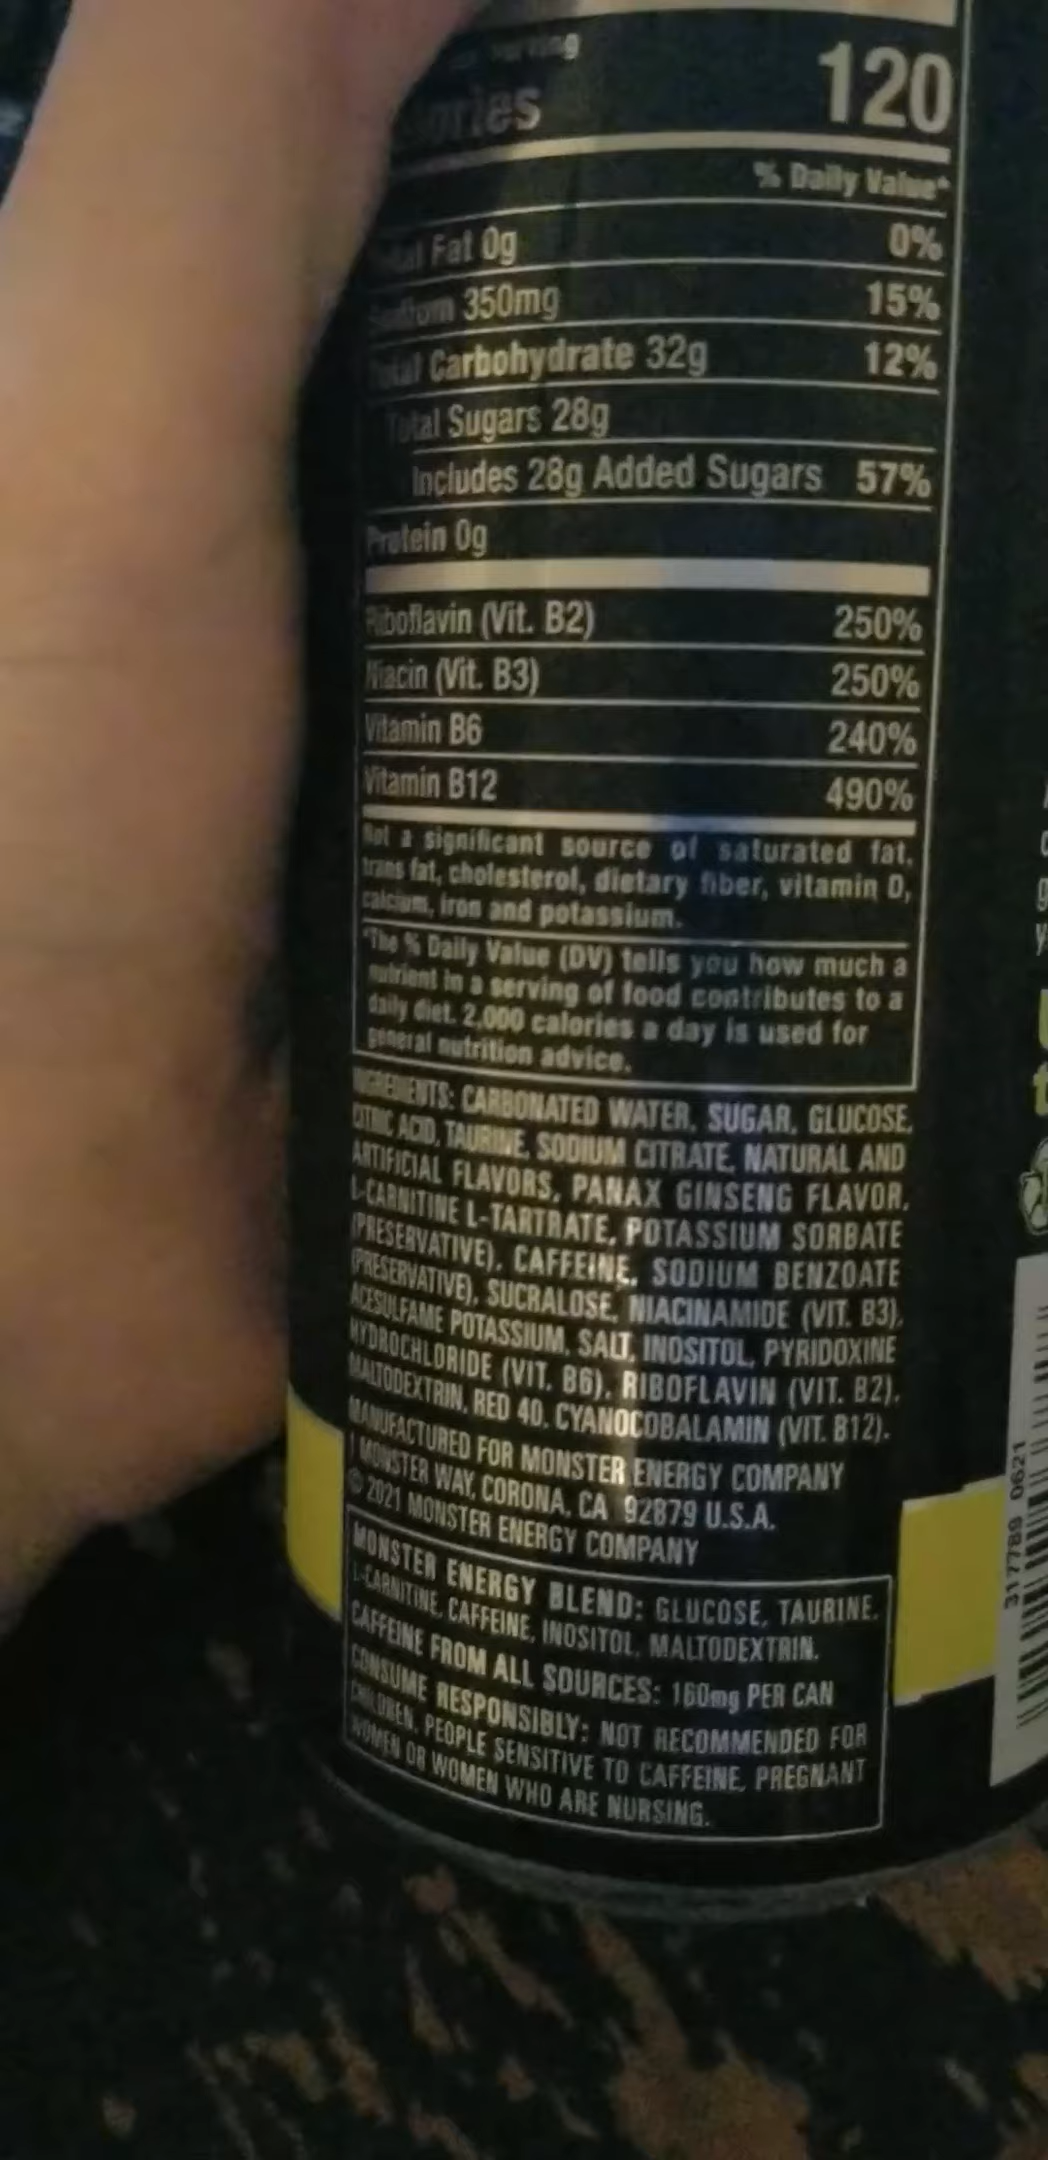 120
% Daily Value*
Fat 0g 0%
350mg 15%
Carbohydrate 32g 12%
Total Sugars 28g
Includes 28g Added Sugars 57%
Protein 0g
Riboflavin (Vit. B2) 250%
Niacin (Vit. B3) 250%
Vitamin B6 240%
Vitamin B12 490%
Not a significant source of saturated fat,
trans fat, cholesterol, dietary fiber, vitamin D,
calcium, iron and potassium.
*The % Daily Value (DV) tells you how much a
nutrient in a serving of food contributes to a
daily diet. 2,000 calories a day is used for
general nutrition advice.
INGREDIENTS: CARBONATED WATER, SUGAR, GLUCOSE,
CITRIC ACID, TAURINE, SODIUM CITRATE, NATURAL AND
ARTIFICIAL FLAVORS, PANAX GINSENG FLAVOR,
L-CARNITINE L-TARTRATE, POTASSIUM SORBATE
(PRESERVATIVE), CAFFEINE, SODIUM BENZOATE
(PRESERVATIVE), SUCRALOSE, NIACINAMIDE (VIT. B3),
ACESULFAME POTASSIUM, SALT, INOSITOL, PYRIDOXINE
HYDROCHLORIDE (VIT. B6), RIBOFLAVIN (VIT. B2),
MALTODEXTRIN, RED 40, CYANOCOBALAMIN (VIT. B12).
MANUFACTURED FOR MONSTER ENERGY COMPANY
1 MONSTER WAY, CORONA, CA 92879 U.S.A.
© 2021 MONSTER ENERGY COMPANY
MONSTER ENERGY BLEND: GLUCOSE, TAURINE,
L-CARNITINE, CAFFEINE, INOSITOL, MALTODEXTRIN.
CAFFEINE FROM ALL SOURCES: 160mg PER CAN
CONSUME RESPONSIBLY: NOT RECOMMENDED FOR
CHILDREN, PEOPLE SENSITIVE TO CAFFEINE, PREGNANT
WOMEN OR WOMEN WHO ARE NURSING.
317789 0621